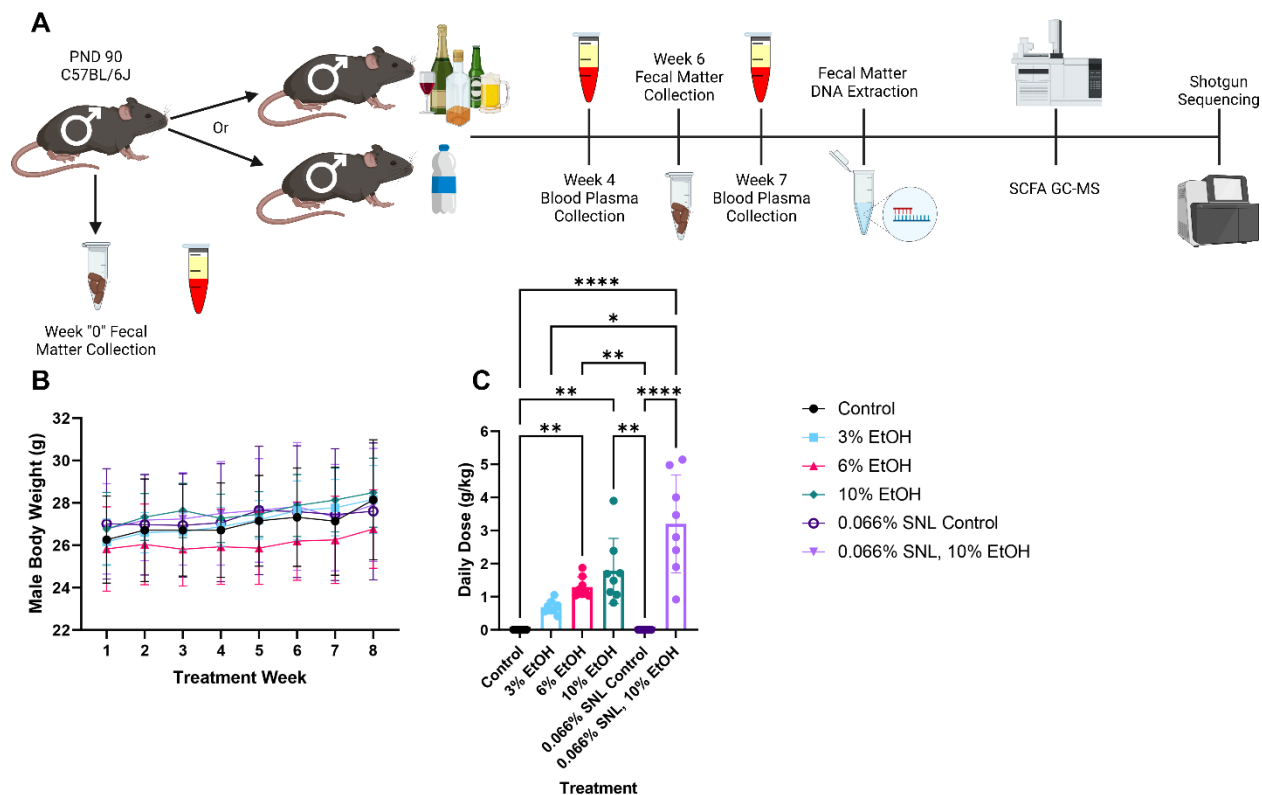 A
PND 90
C57BL/6J
Or
Week "0" Fecal
Matter Collection
Week 4
Blood Plasma
Collection
Week 6
Fecal Matter
Collection
Week 7
Blood Plasma
Collection
Fecal Matter
DNA Extraction
SCFA GC-MS
Shotgun
Sequencing
B
Male Body Weight (g)
32
30
28
26
24
22
1 2 3 4 5 6 7 8
Treatment Week
C
****
*
**
** ****
** **
Daily Dose (g/kg)
6
5
4
3
2
1
0
Control
3% EtOH
6% EtOH
10% EtOH
0.066% SNL Control
0.066% SNL, 10% EtOH
Treatment
Control
3% EtOH
6% EtOH
10% EtOH
0.066% SNL Control
0.066% SNL, 10% EtOH